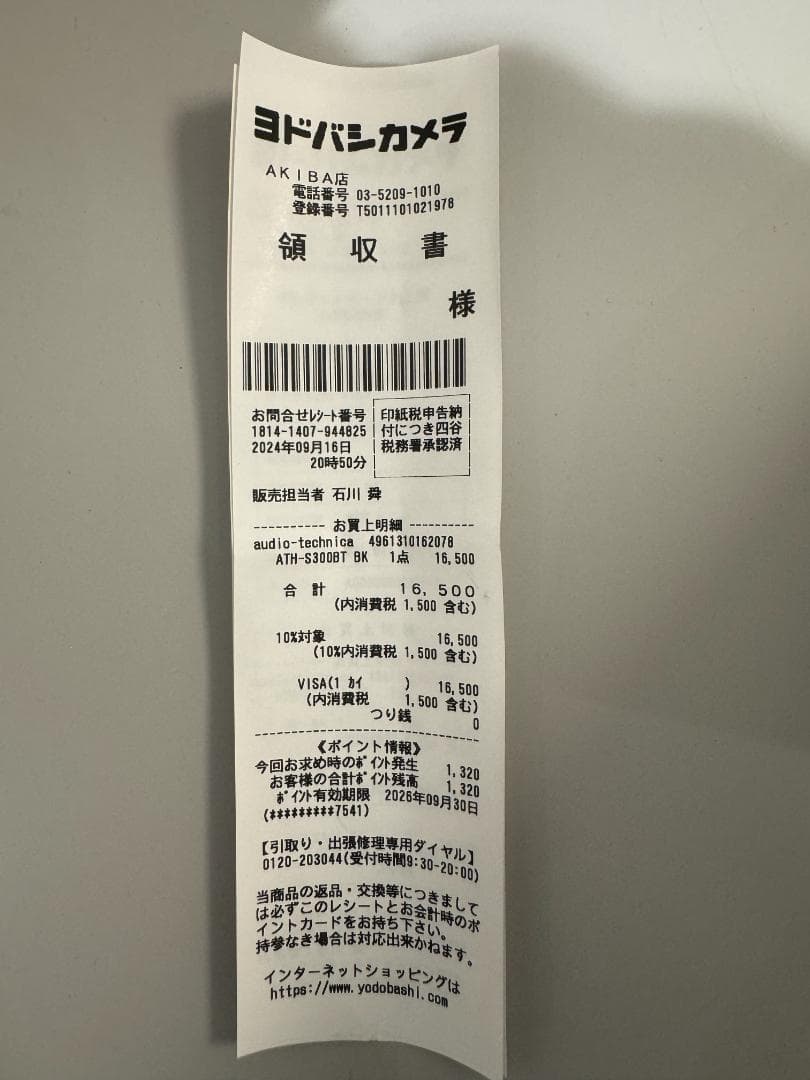 ヨドバシカメラ
AKIBA店
電話番号 03-5209-1010
登録番号 T5011101021978
領 収 書
様
お問合せﾚｼｰﾄ番号
1814-1407-944825
2024年09月16日
20時50分
印紙税申告納
付につき四谷
税務署承認済
販売担当者 石川 舜
---------- お買上明細 ----------
audio-technica 4961310162078
ATH-S300BT BK 1点 16,500
合 計 16,500
(内消費税 1,500 含む)
10%対象 16,500
(10%内消費税 1,500 含む)
VISA(1 ｶｲ ) 16,500
(内消費税 1,500 含む)
つり銭 0
--------------------------------
《ポイント情報》
今回お求め時のﾎﾟｲﾝﾄ発生 1,320
お客様の合計ﾎﾟｲﾝﾄ残高 1,320
ﾎﾟｲﾝﾄ有効期限 2026年09月30日
(*********7541)
【引取り・出張修理専用ダイヤル】
0120-203044(受付時間9:30-20:00)
当商品の返品・交換等につきまして
は必ずこのレシートとお会計時のポ
イントカードをお持ち下さい。
持参なき場合は対応出来かねます。
インターネットショッピングは
https://www.yodobashi.com